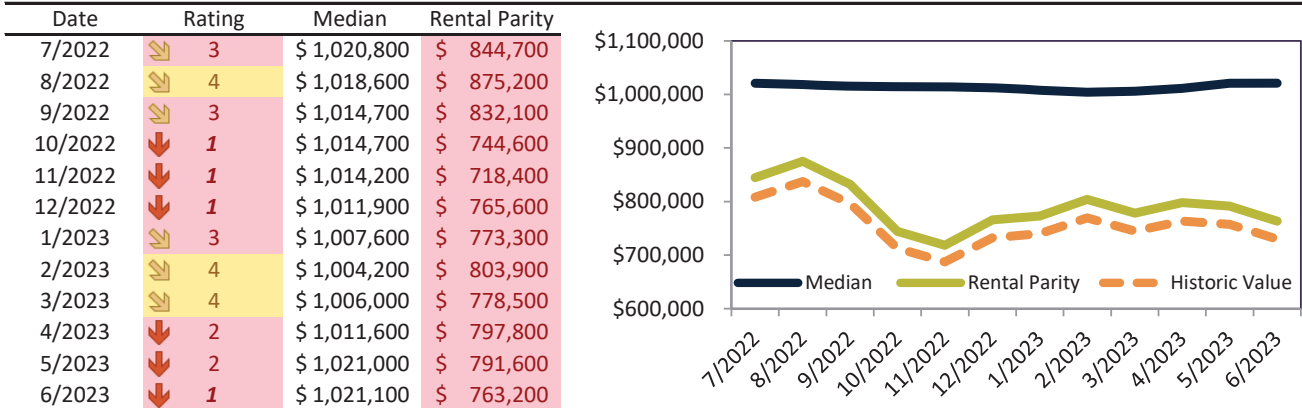 Date Rating Median Rental Parity
7/2022 3 $ 1,020,800 $ 844,700
8/2022 4 $ 1,018,600 $ 875,200
9/2022 3 $ 1,014,700 $ 832,100
10/2022 1 $ 1,014,700 $ 744,600
11/2022 1 $ 1,014,200 $ 718,400
12/2022 1 $ 1,011,900 $ 765,600
1/2023 3 $ 1,007,600 $ 773,300
2/2023 4 $ 1,004,200 $ 803,900
3/2023 4 $ 1,006,000 $ 778,500
4/2023 2 $ 1,011,600 $ 797,800
5/2023 2 $ 1,021,000 $ 791,600
6/2023 1 $ 1,021,100 $ 763,200
$1,100,000
$1,000,000
$900,000
$800,000
$700,000
$600,000
Median Rental Parity Historic Value
7/2022 8/2022 9/2022 10/2022 11/2022 12/2022 1/2023 2/2023 3/2023 4/2023 5/2023 6/2023